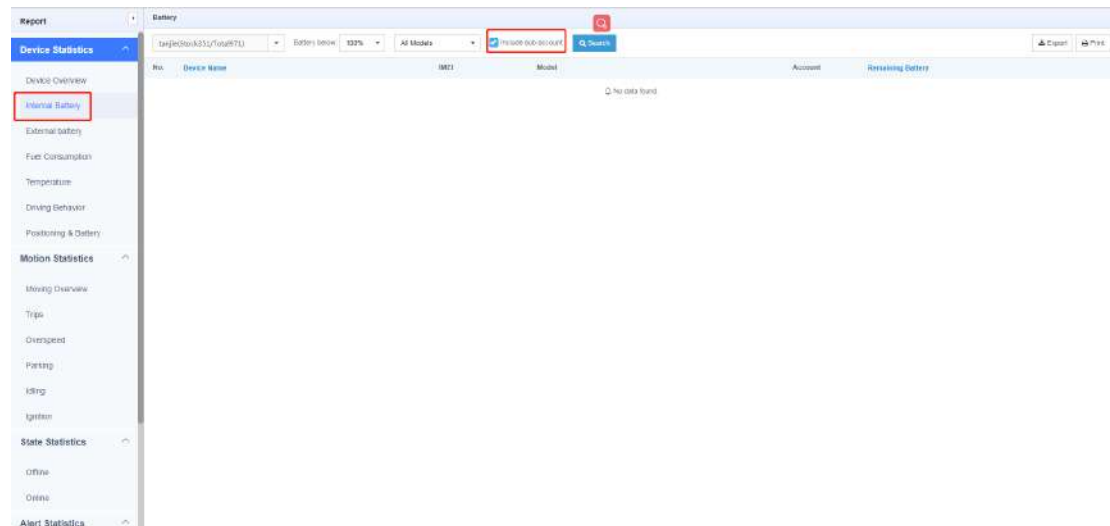 Report
Battery
Device Statistics
Battery below 100%
All Models
Include sub-account
Search
Export
Print
No. Device Name IMEI Model Account Remaining Battery
No data found
Device Overview
Internal Battery
External battery
Fuel Consumption
Temperature
Driving Behavior
Positioning & Battery
Motion Statistics
Moving Overview
Trips
Overspeed
Parking
Idling
Ignition
State Statistics
Offline
Online
Alert Statistics